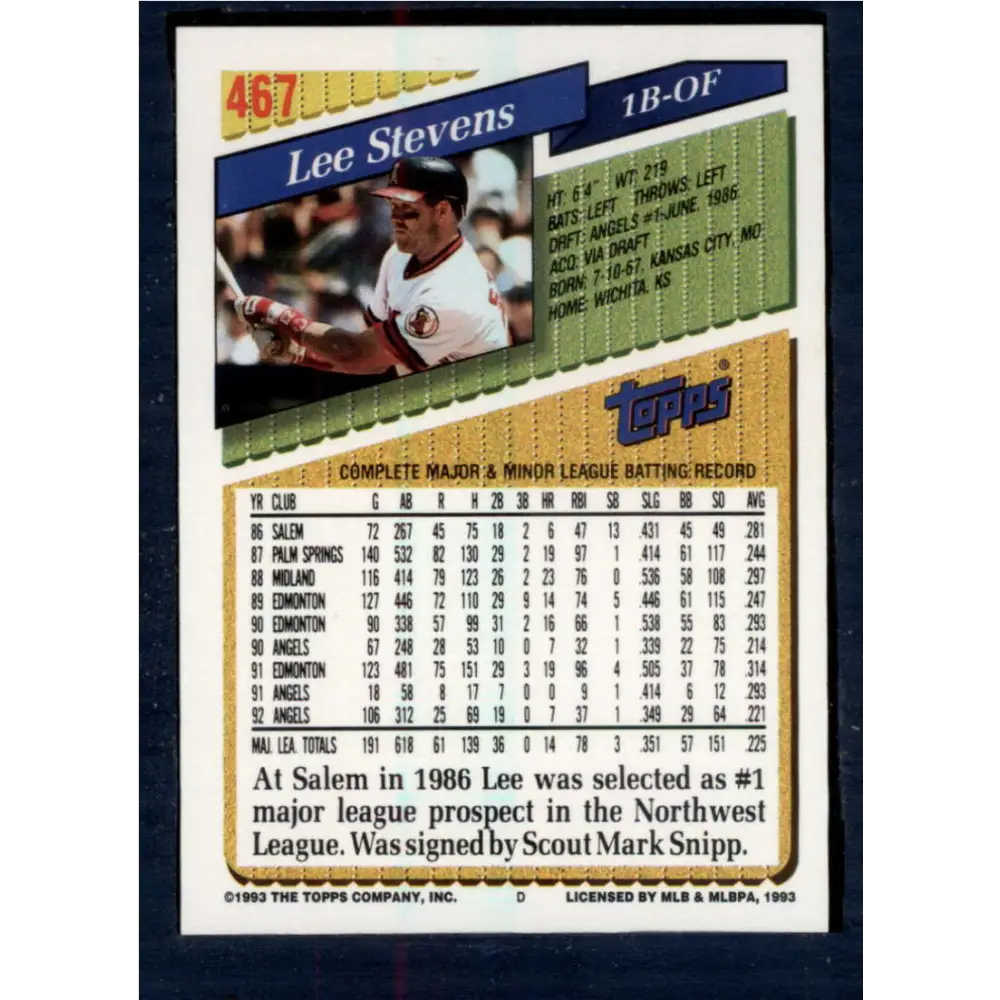 467
Lee Stevens
1B-OF
HT: 6'4" WT: 219
BATS: LEFT THROWS: LEFT
DRFT: ANGELS #1-JUNE, 1986
ACQ: VIA DRAFT
BORN: 7-10-67, KANSAS CITY, MO
HOME: WICHITA, KS
TOPPS®
COMPLETE MAJOR & MINOR LEAGUE BATTING RECORD
YR CLUB G AB R H 2B 3B HR RBI SB SLG BB SO AVG
86 SALEM 72 267 45 75 18 2 6 47 13 .431 45 49 .281
87 PALM SPRINGS 140 532 82 130 29 2 19 97 1 .414 61 117 .244
88 MIDLAND 116 414 79 123 26 2 23 76 0 .536 58 108 .297
89 EDMONTON 127 446 72 110 29 9 14 74 5 .446 61 115 .247
90 EDMONTON 90 338 57 99 31 2 16 66 1 .538 55 83 .293
90 ANGELS 67 248 28 53 10 0 7 32 1 .339 22 75 .214
91 EDMONTON 123 481 75 151 29 3 19 96 4 .505 37 78 .314
91 ANGELS 18 58 8 17 7 0 0 9 1 .414 6 12 .293
92 ANGELS 106 312 25 69 19 0 7 37 1 .349 29 64 .221
MAJ. LEA. TOTALS 191 618 61 139 36 0 14 78 3 .351 57 151 .225
At Salem in 1986 Lee was selected as #1
major league prospect in the Northwest
League. Was signed by Scout Mark Snipp.
©1993 THE TOPPS COMPANY, INC. D LICENSED BY MLB & MLBPA, 1993